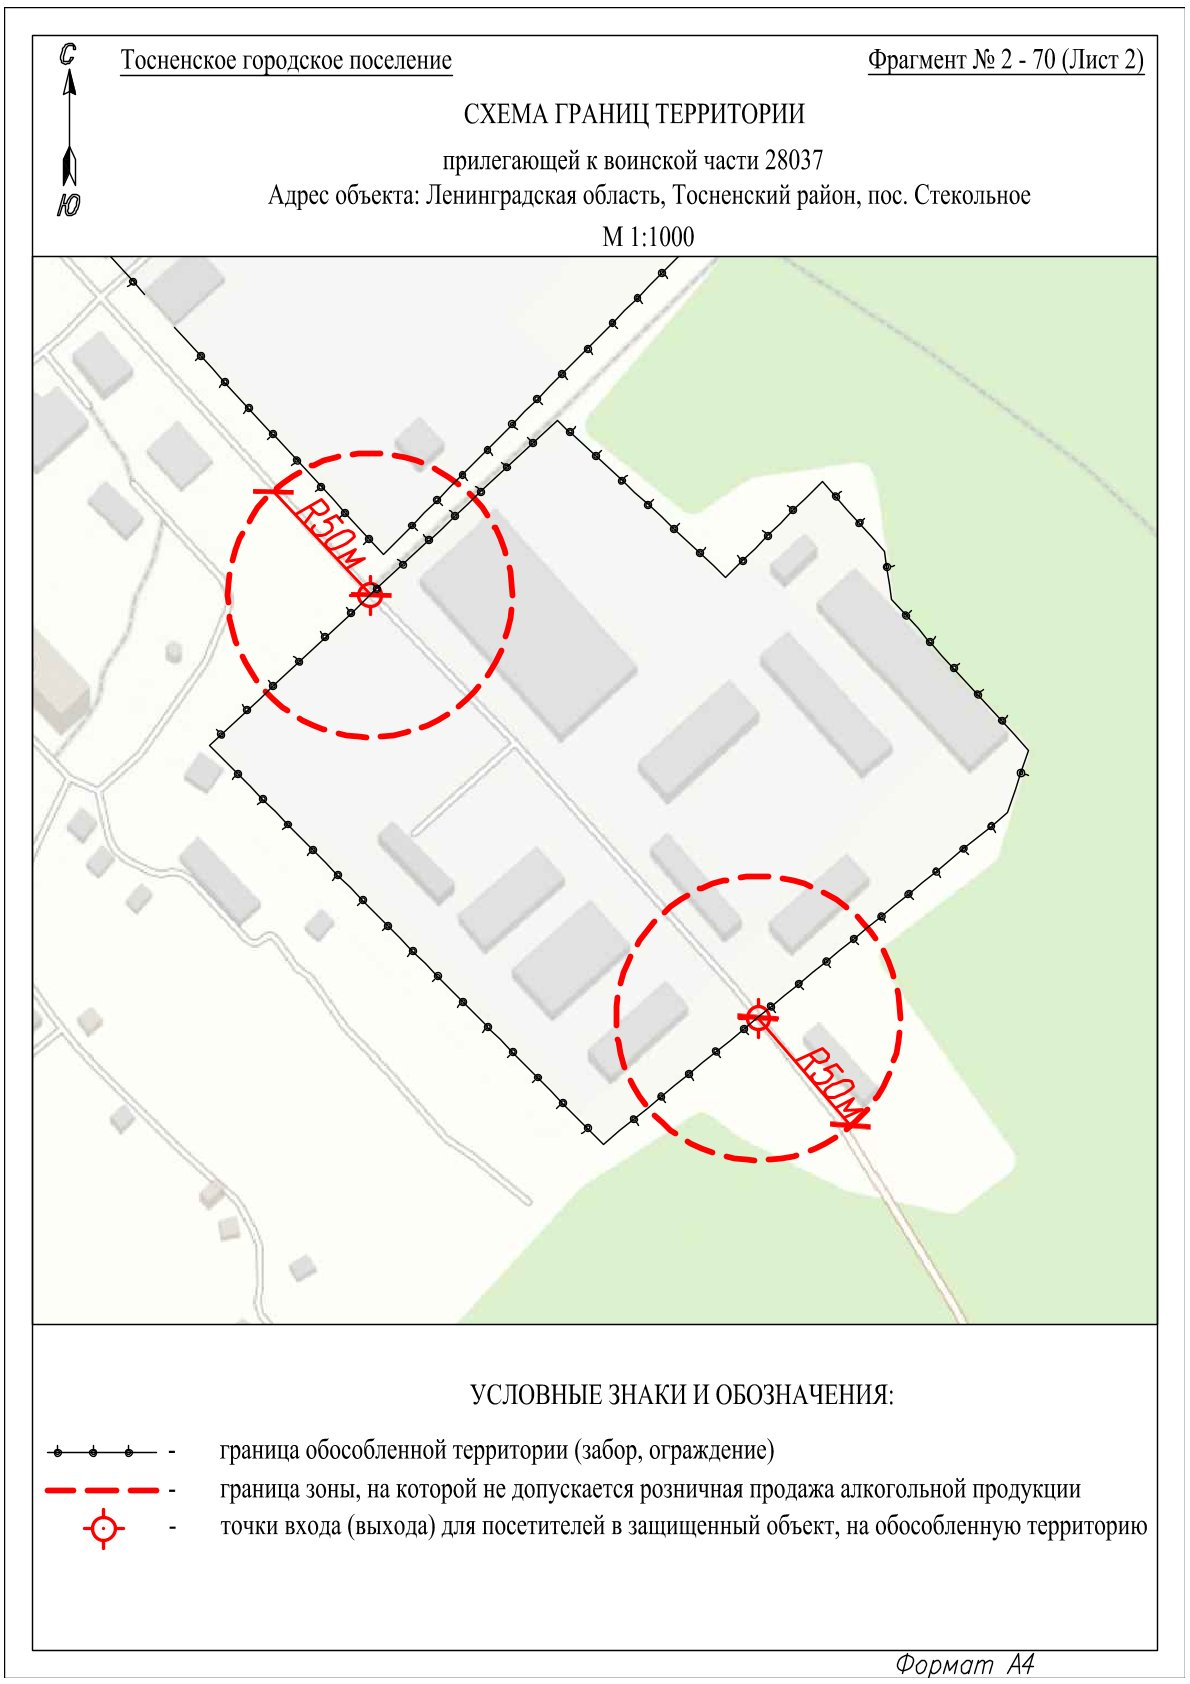 С
Тосненское городское поселение
Фрагмент № 2 - 70 (Лист 2)
СХЕМА ГРАНИЦ ТЕРРИТОРИИ
прилегающей к воинской части 28037
Адрес объекта: Ленинградская область, Тосненский район, пос. Стекольное
Ю
М 1:1000
R50м
R50м
УСЛОВНЫЕ ЗНАКИ И ОБОЗНАЧЕНИЯ:
- граница обособленной территории (забор, ограждение)
- граница зоны, на которой не допускается розничная продажа алкогольной продукции
- точки входа (выхода) для посетителей в защищенный объект, на обособленную территорию
Формат А4